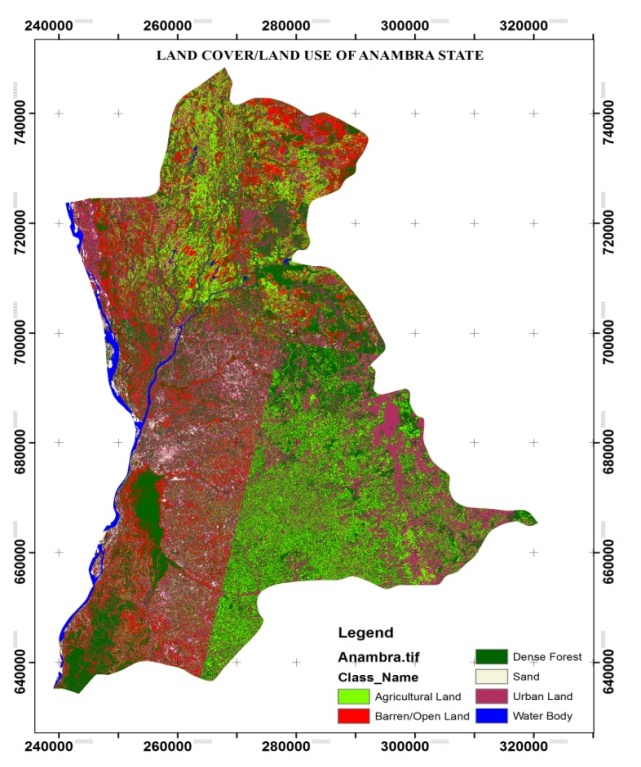 240000 260000 280000 300000 320000
LAND COVER/LAND USE OF ANAMBRA STATE
740000 740000
720000 720000
700000 700000
680000 680000
660000 660000
640000 640000
Legend
Anambra.tif
Class_Name
Agricultural Land
Barren/Open Land
Dense Forest
Sand
Urban Land
Water Body
240000 260000 280000 300000 320000